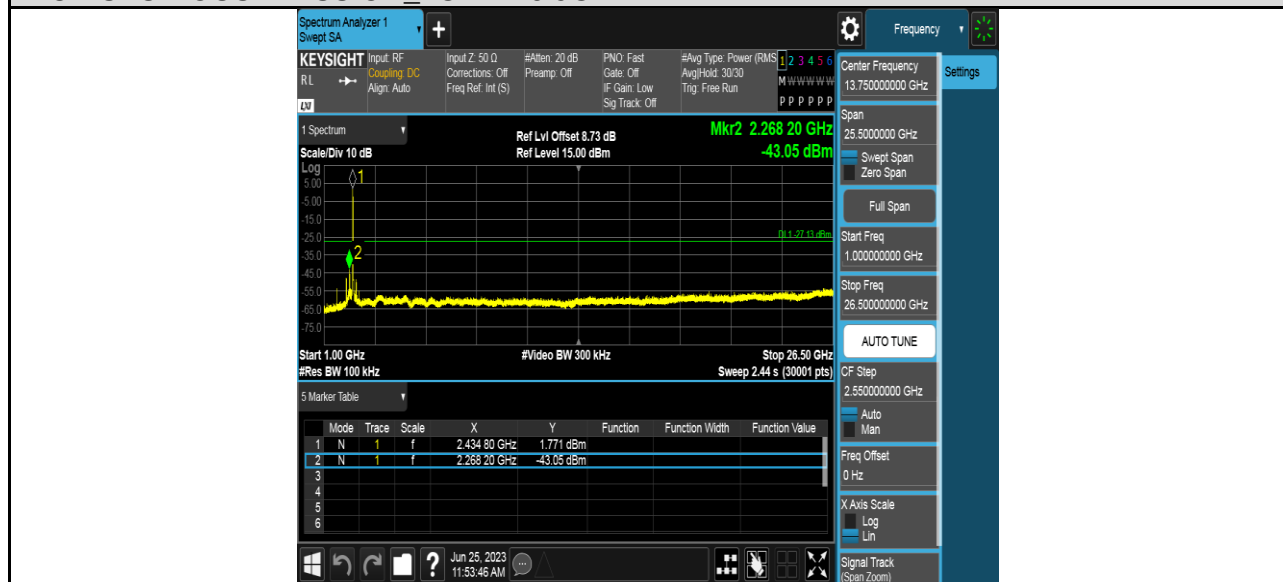 Spectrum Analyzer 1
Swept SA
+
Frequency
KEYSIGHT
RL
LXI
Input: RF
Coupling: DC
Align: Auto
Input Z: 50 Ω
Corrections: Off
Freq Ref: Int (S)
#Atten: 20 dB
Preamp: Off
PNO: Fast
Gate: Off
IF Gain: Low
Sig Track: Off
#Avg Type: Power (RMS
Avg|Hold: 30/30
Trig: Free Run
1 2 3 4 5 6
M W W W W W
P P P P P P
1 Spectrum
Scale/Div 10 dB
Ref Lvl Offset 8.73 dB
Ref Level 15.00 dBm
Mkr2 2.268 20 GHz
-43.05 dBm
Log
5.00
-5.00
-15.0
-25.0
-35.0
-45.0
-55.0
-65.0
-75.0
1
2
DL1 -27.13 dBm
Start 1.00 GHz
#Video BW 300 kHz
Stop 26.50 GHz
#Res BW 100 kHz
Sweep 2.44 s (30001 pts)
5 Marker Table
Mode Trace Scale X Y Function Function Width Function Value
1 N 1 f 2.434 80 GHz 1.771 dBm
2 N 1 f 2.268 20 GHz -43.05 dBm
3
4
5
6
?
Jun 25, 2023
11:53:46 AM
Center Frequency
13.750000000 GHz
Settings
Span
25.5000000 GHz
Swept Span
Zero Span
Full Span
Start Freq
1.000000000 GHz
Stop Freq
26.500000000 GHz
AUTO TUNE
CF Step
2.550000000 GHz
Auto
Man
Freq Offset
0 Hz
X Axis Scale
Log
Lin
Signal Track
(Span Zoom)